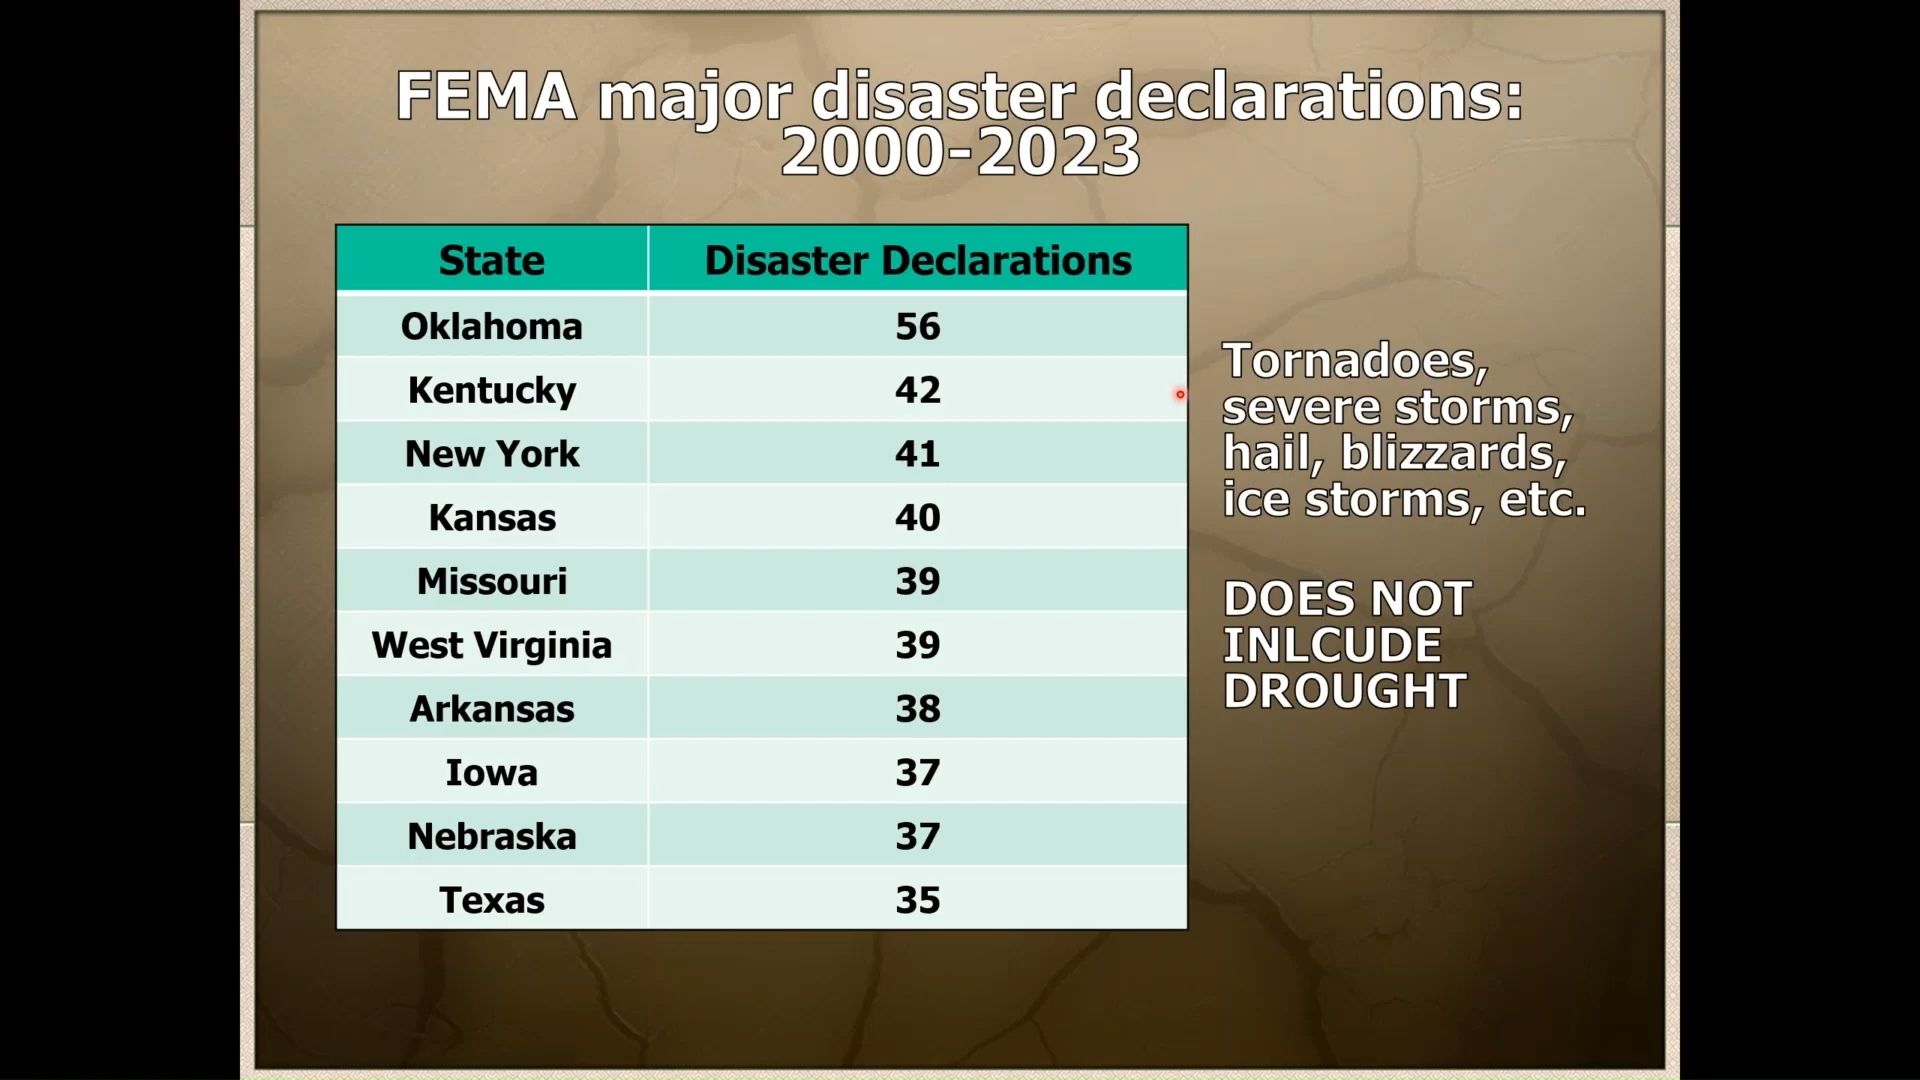 FEMA major disaster declarations:
2000-2023
State Disaster Declarations
Oklahoma 56
Kentucky 42
New York 41
Kansas 40
Missouri 39
West Virginia 39
Arkansas 38
Iowa 37
Nebraska 37
Texas 35
Tornadoes,
severe storms,
hail, blizzards,
ice storms, etc.
DOES NOT
INLCUDE
DROUGHT